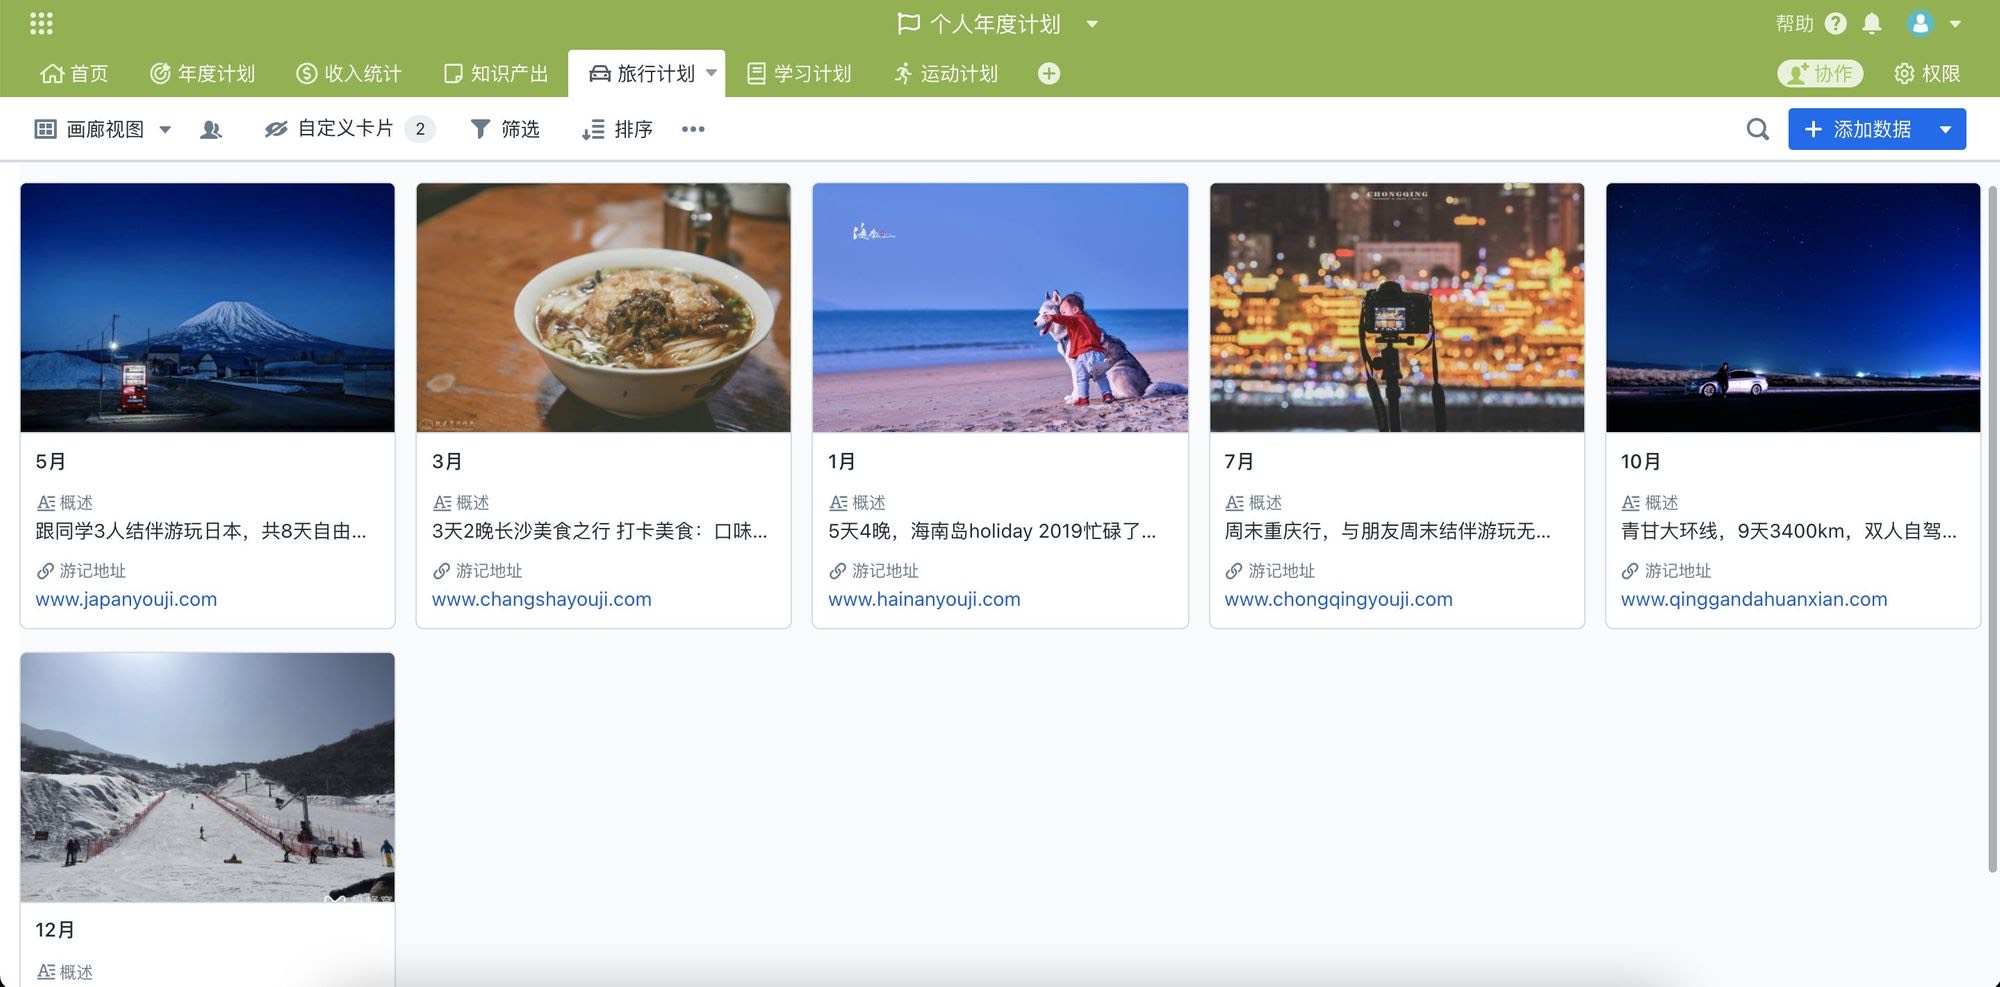 个人年度计划
帮助
首页 年度计划 收入统计 知识产出 旅行计划 学习计划 运动计划 协作 权限
画廊视图 自定义卡片 2 筛选 排序 添加数据
海南
CHONGQING
5月
概述
跟同学3人结伴游玩日本，共8天自由...
游记地址
www.japanyouji.com
3月
概述
3天2晚长沙美食之行 打卡美食：口味...
游记地址
www.changshayouji.com
1月
概述
5天4晚，海南岛holiday 2019忙碌了...
游记地址
www.hainanyouji.com
7月
概述
周末重庆行，与朋友周末结伴游玩无...
游记地址
www.chongqingyouji.com
10月
概述
青甘大环线，9天3400km，双人自驾...
游记地址
www.qinggandahuanxian.com
12月
概述